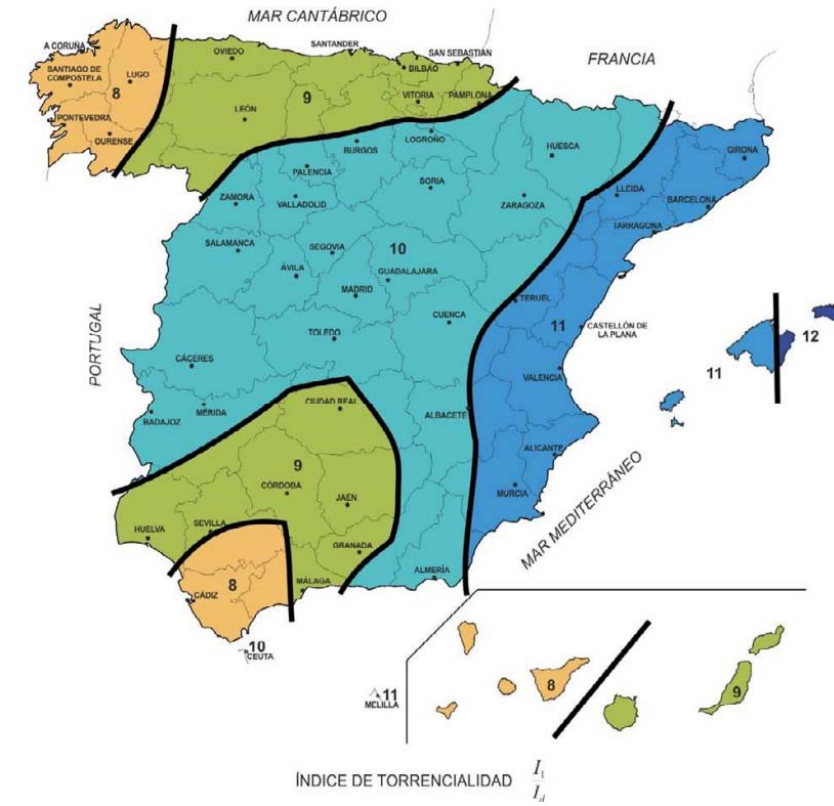 MAR CANTÁBRICO
A CORUÑA
SANTANDER
SAN SEBASTIÁN
OVIEDO
BILBAO
FRANCIA
SANTIAGO DE
COMPOSTELA
LUGO
8
9
VITORIA
PAMPLONA
LEÓN
PONTEVEDRA
OURENSE
BURGOS
LOGROÑO
HUESCA
GIRONA
PALENCIA
SORIA
LLEIDA
BARCELONA
ZAMORA
VALLADOLID
ZARAGOZA
TARRAGONA
SALAMANCA
SEGOVIA
10
ÁVILA
GUADALAJARA
MADRID
TERUEL
PORTUGAL
TOLEDO
CUENCA
11
CASTELLÓN DE
LA PLANA
12
CÁCERES
VALENCIA
11
BADAJOZ
MÉRIDA
CIUDAD REAL
ALBACETE
ALICANTE
9
CÓRDOBA
JAÉN
MURCIA
MAR MEDITERRÁNEO
HUELVA
SEVILLA
GRANADA
ALMERÍA
MÁLAGA
CÁDIZ
8
10
CEUTA
11
MELILLA
8
9
ÍNDICE DE TORRENCIALIDAD I₁/I_d